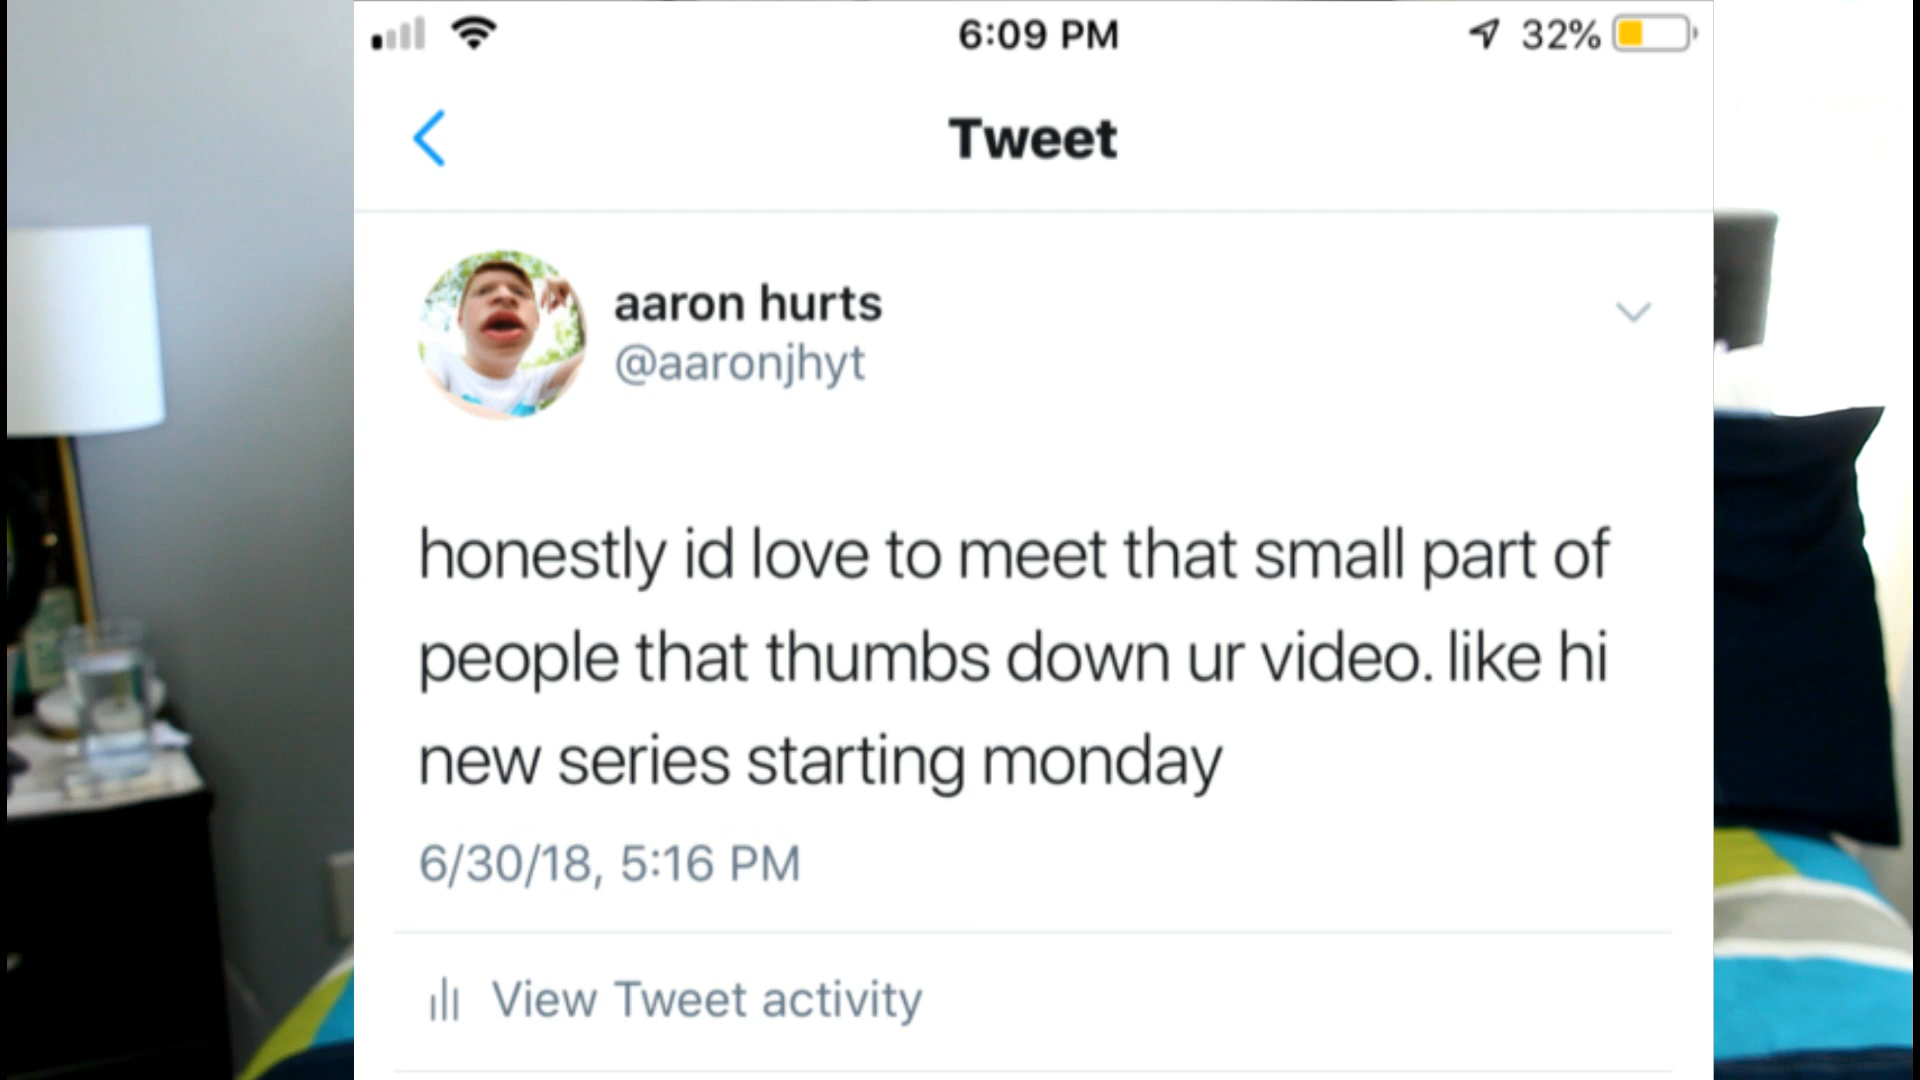 6:09 PM
32%
Tweet
aaron hurts
@aaronjhyt
honestly id love to meet that small part of
people that thumbs down ur video. like hi
new series starting monday
6/30/18, 5:16 PM
View Tweet activity